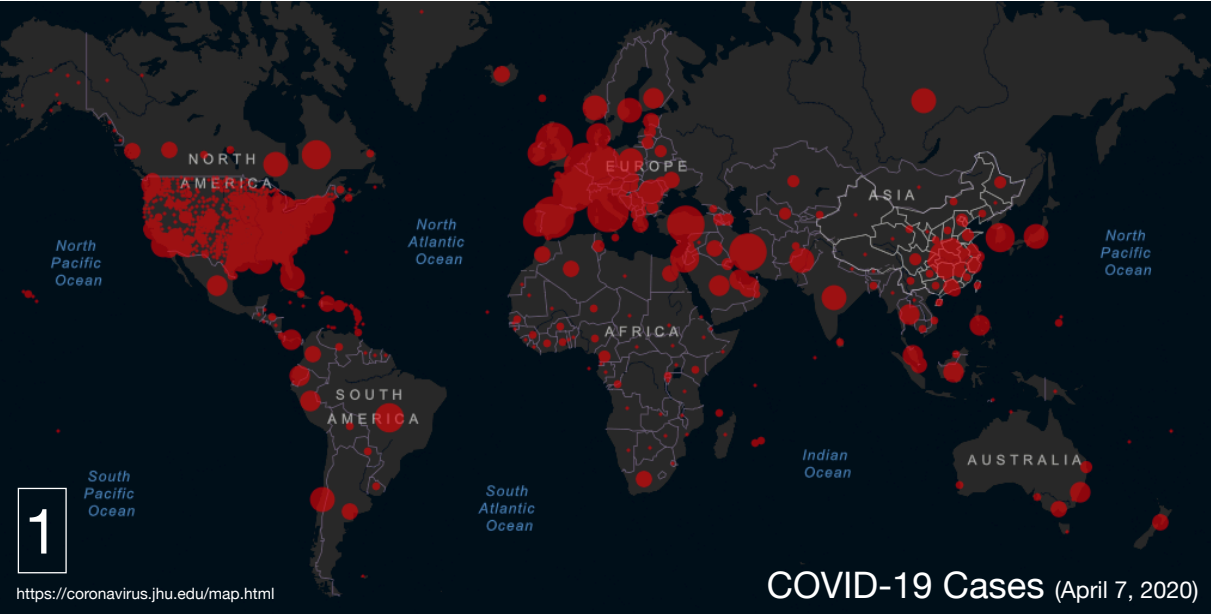 NORTH
AMERICA
EUROPE
ASIA
North
Atlantic
Ocean
North
Pacific
Ocean
North
Pacific
Ocean
AFRICA
SOUTH
AMERICA
Indian
Ocean
AUSTRALIA
South
Pacific
Ocean
South
Atlantic
Ocean
1
https://coronavirus.jhu.edu/map.html
COVID-19 Cases (April 7, 2020)